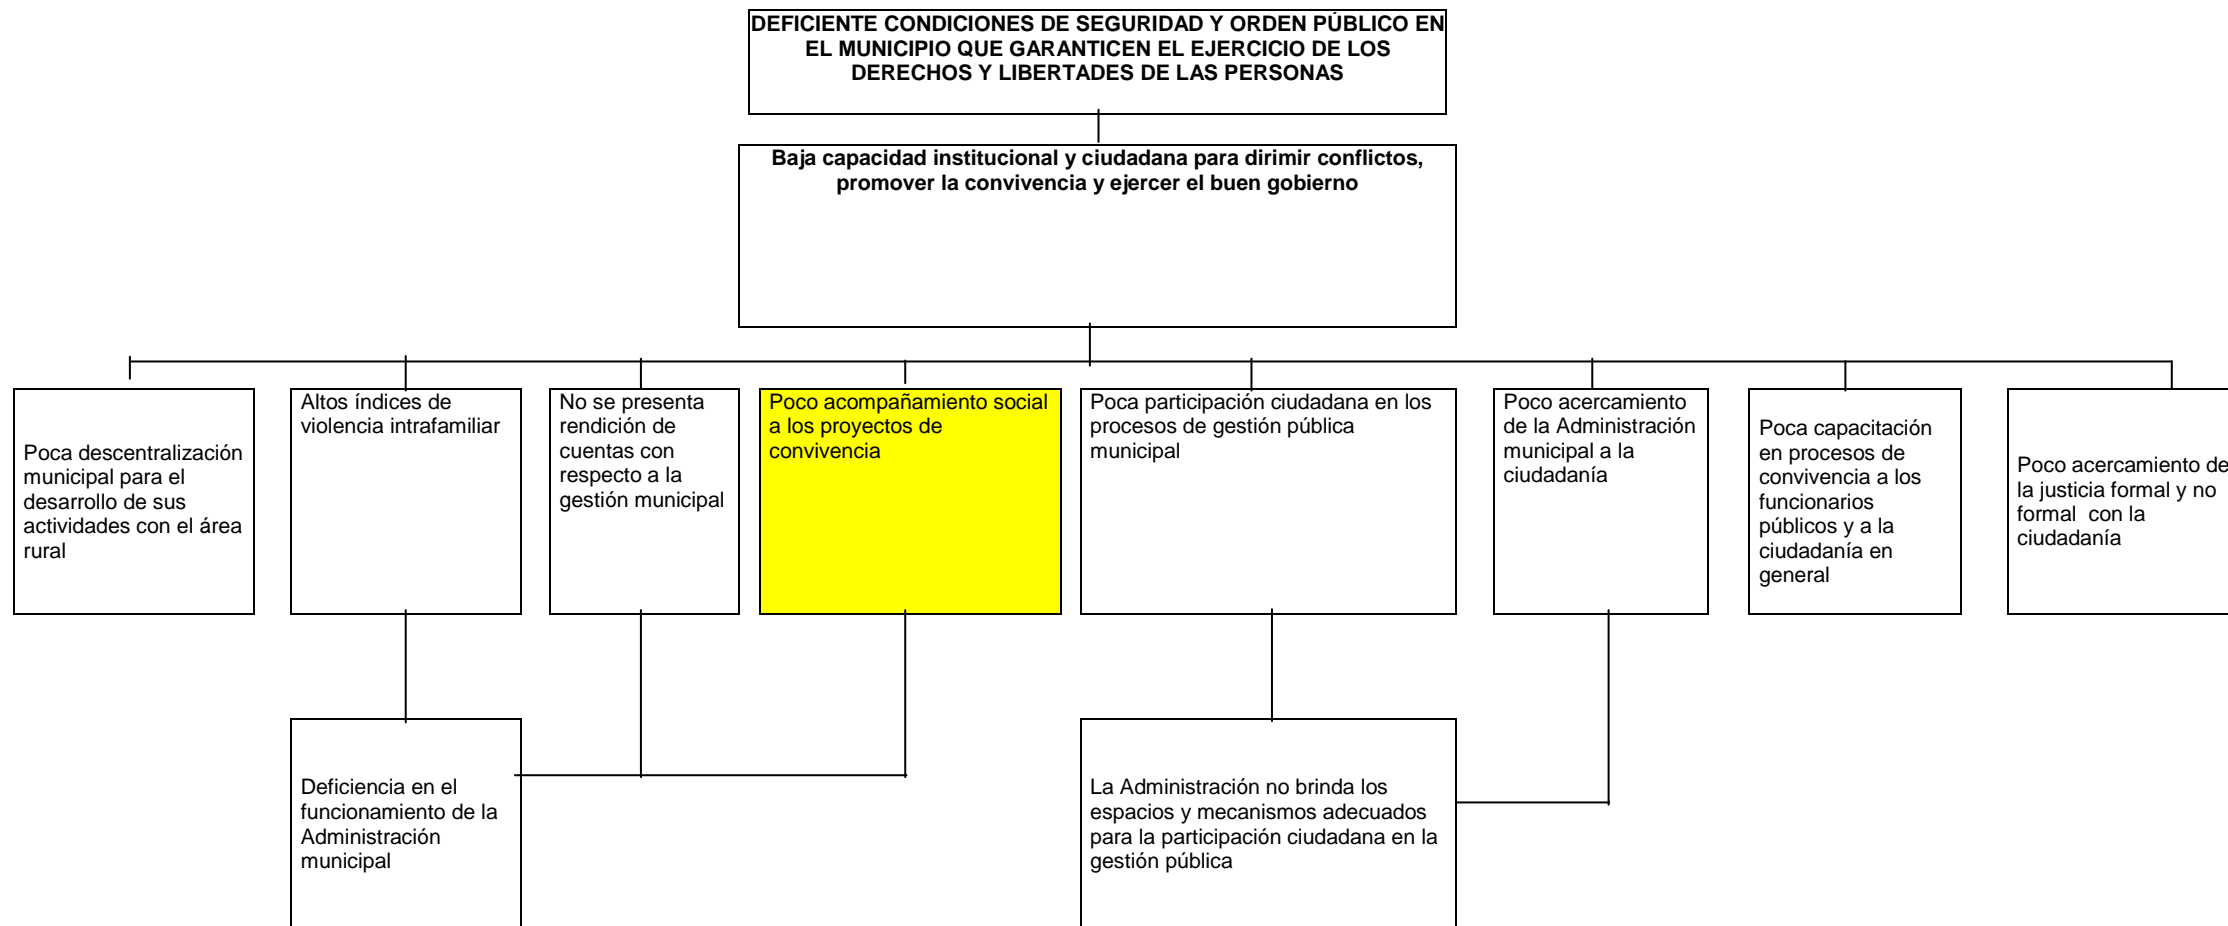 DEFICIENTE CONDICIONES DE SEGURIDAD Y ORDEN PÚBLICO EN
EL MUNICIPIO QUE GARANTICEN EL EJERCICIO DE LOS
DERECHOS Y LIBERTADES DE LAS PERSONAS
Baja capacidad institucional y ciudadana para dirimir conflictos,
promover la convivencia y ejercer el buen gobierno
Poca descentralización
municipal para el
desarrollo de sus
actividades con el área
rural
Altos índices de
violencia intrafamiliar
No se presenta
rendición de
cuentas con
respecto a la
gestión municipal
Poco acompañamiento social
a los proyectos de
convivencia
Poca participación ciudadana en los
procesos de gestión pública
municipal
Poco acercamiento
de la Administración
municipal a la
ciudadanía
Poca capacitación
en procesos de
convivencia a los
funcionarios
públicos y a la
ciudadanía en
general
Poco acercamiento de
la justicia formal y no
formal  con la
ciudadanía
Deficiencia en el
funcionamiento de la
Administración
municipal
La Administración no brinda los
espacios y mecanismos adecuados
para la participación ciudadana en la
gestión pública